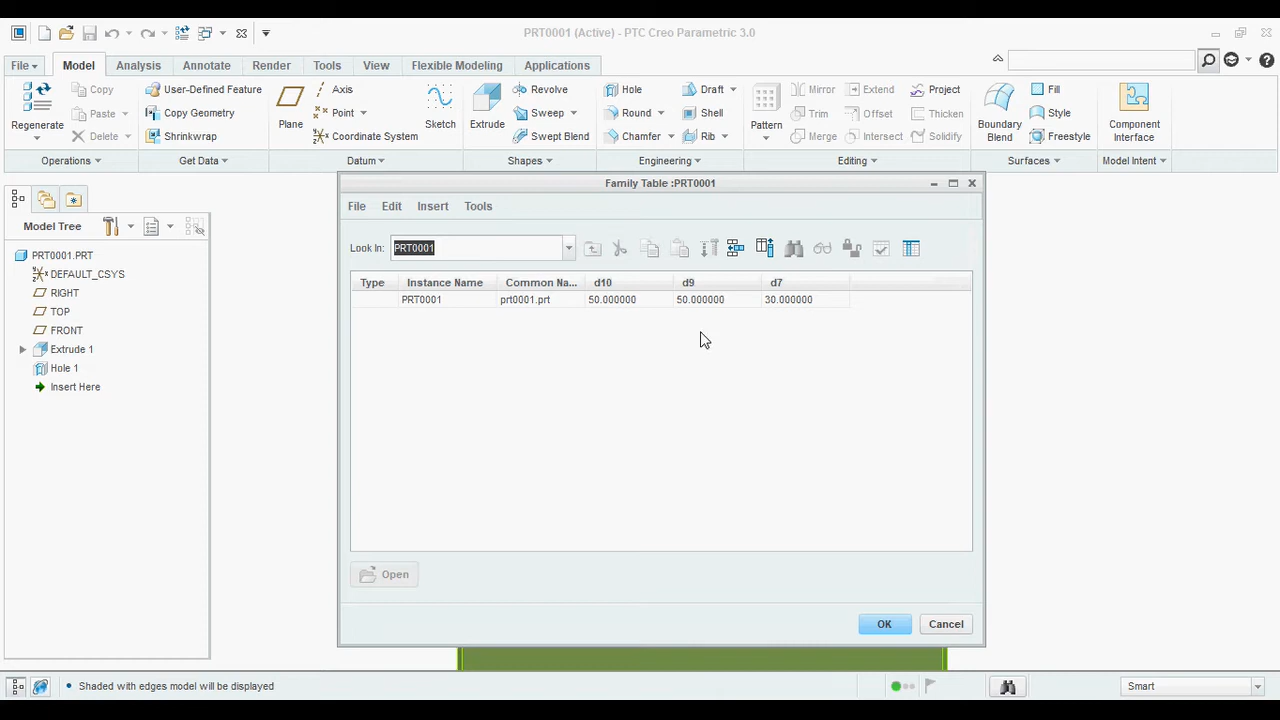 PRT0001 (Active) - PTC Creo Parametric 3.0
File Model Analysis Annotate Render Tools View Flexible Modeling Applications
Copy User-Defined Feature Axis Revolve Hole Draft Mirror Extend Project Fill
Regenerate Paste Copy Geometry Plane Point Sketch Extrude Sweep Round Shell Pattern Trim Offset Thicken Boundary Blend Style Component Interface
Delete Shrinkwrap Coordinate System Swept Blend Chamfer Rib Merge Intersect Solidify Freestyle
Operations Get Data Datum Shapes Engineering Editing Surfaces Model Intent
Family Table :PRT0001
File Edit Insert Tools
Look In: PRT0001
Type Instance Name Common Na... d10 d9 d7
PRT0001 prt0001.prt 50.000000 50.000000 30.000000
Open
OK Cancel
Model Tree
PRT0001.PRT
DEFAULT_CSYS
RIGHT
TOP
FRONT
Extrude 1
Hole 1
Insert Here
Shaded with edges model will be displayed
Smart